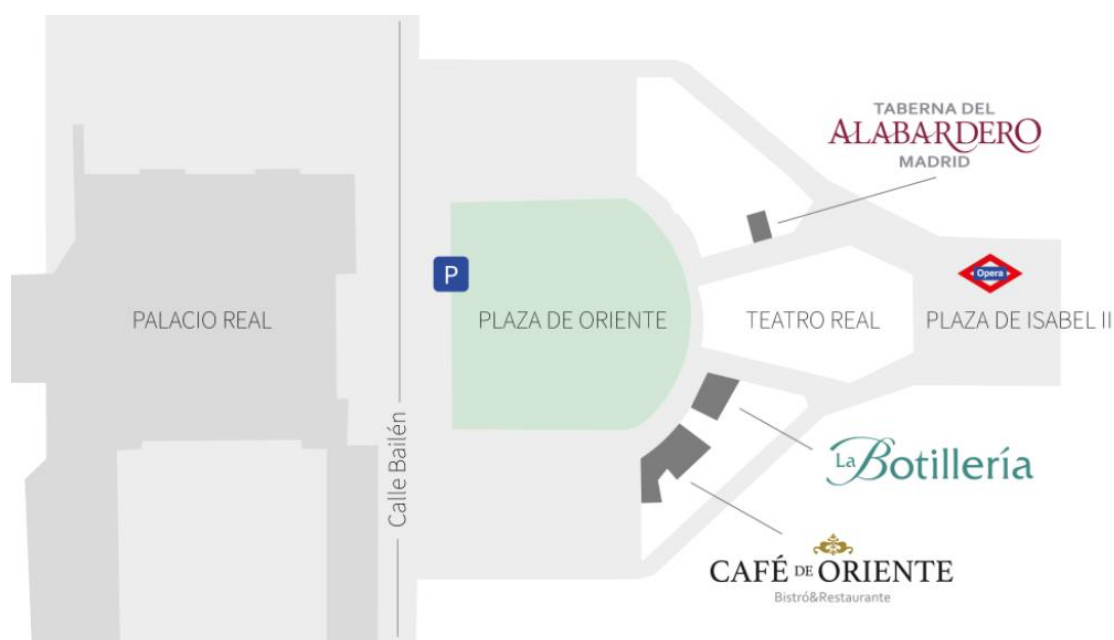 TABERNA DEL
ALABARDERO
MADRID
Opera
P
PALACIO REAL
PLAZA DE ORIENTE
TEATRO REAL
PLAZA DE ISABEL II
Calle Bailén
La Botillería
CAFÉ DE ORIENTE
Bistró&Restaurante